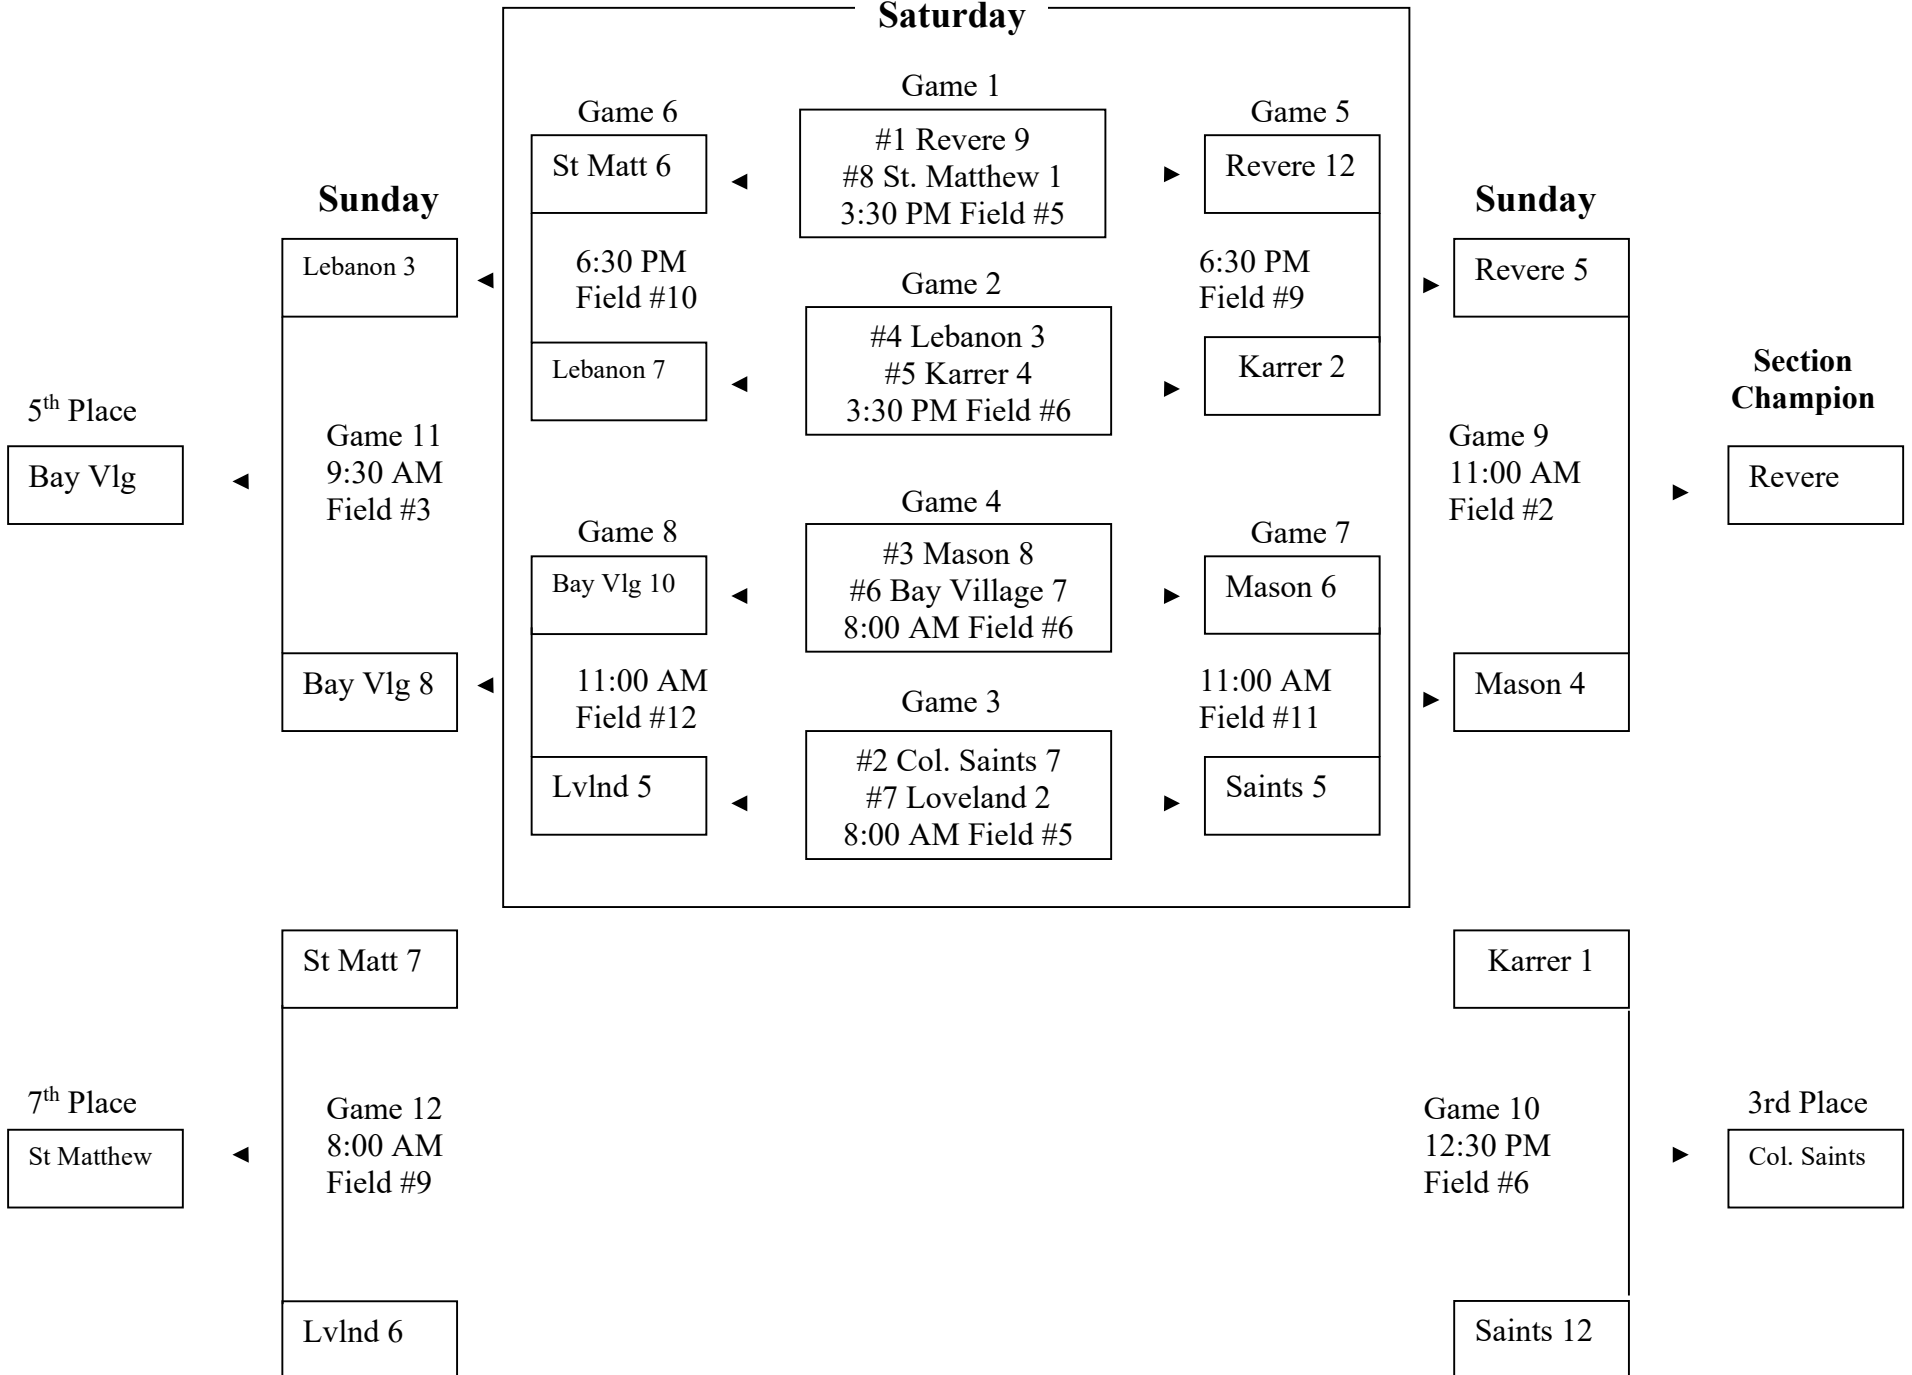 Saturday
Game 1
Game 6
Game 5
#1 Revere 9
#8 St. Matthew 1
3:30 PM Field #5
St Matt 6
Revere 12
Sunday
Sunday
Lebanon 3
6:30 PM
Field #10
6:30 PM
Field #9
Revere 5
Game 2
#4 Lebanon 3
#5 Karrer 4
3:30 PM Field #6
Lebanon 7
Karrer 2
Section
Champion
5th Place
Bay Vlg
Game 11
9:30 AM
Field #3
Game 9
11:00 AM
Field #2
Revere
Game 4
Game 8
Game 7
#3 Mason 8
#6 Bay Village 7
8:00 AM Field #6
Bay Vlg 10
Mason 6
Bay Vlg 8
11:00 AM
Field #12
11:00 AM
Field #11
Mason 4
Game 3
#2 Col. Saints 7
#7 Loveland 2
8:00 AM Field #5
Lvlnd 5
Saints 5
St Matt 7
Karrer 1
7th Place
St Matthew
Game 12
8:00 AM
Field #9
Game 10
12:30 PM
Field #6
3rd Place
Col. Saints
Lvlnd 6
Saints 12